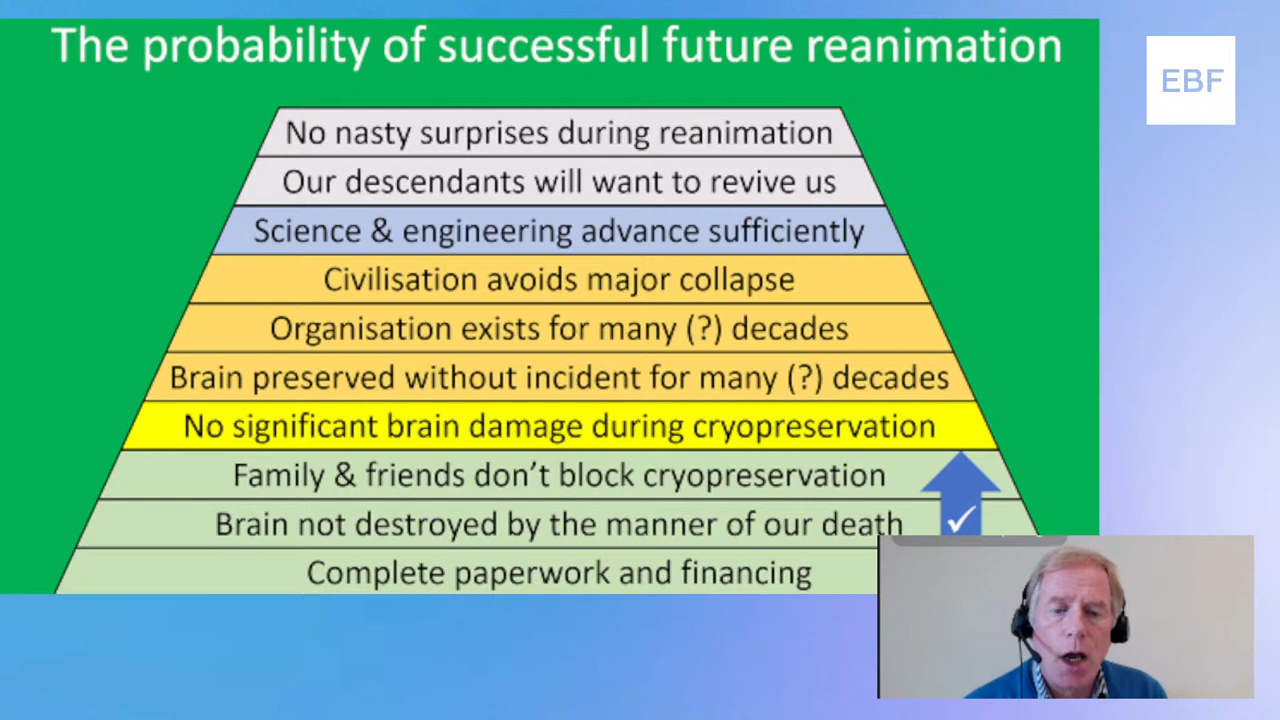 The probability of successful future reanimation
EBF
No nasty surprises during reanimation
Our descendants will want to revive us
Science & engineering advance sufficiently
Civilisation avoids major collapse
Organisation exists for many (?) decades
Brain preserved without incident for many (?) decades
No significant brain damage during cryopreservation
Family & friends don't block cryopreservation
Brain not destroyed by the manner of our death
Complete paperwork and financing